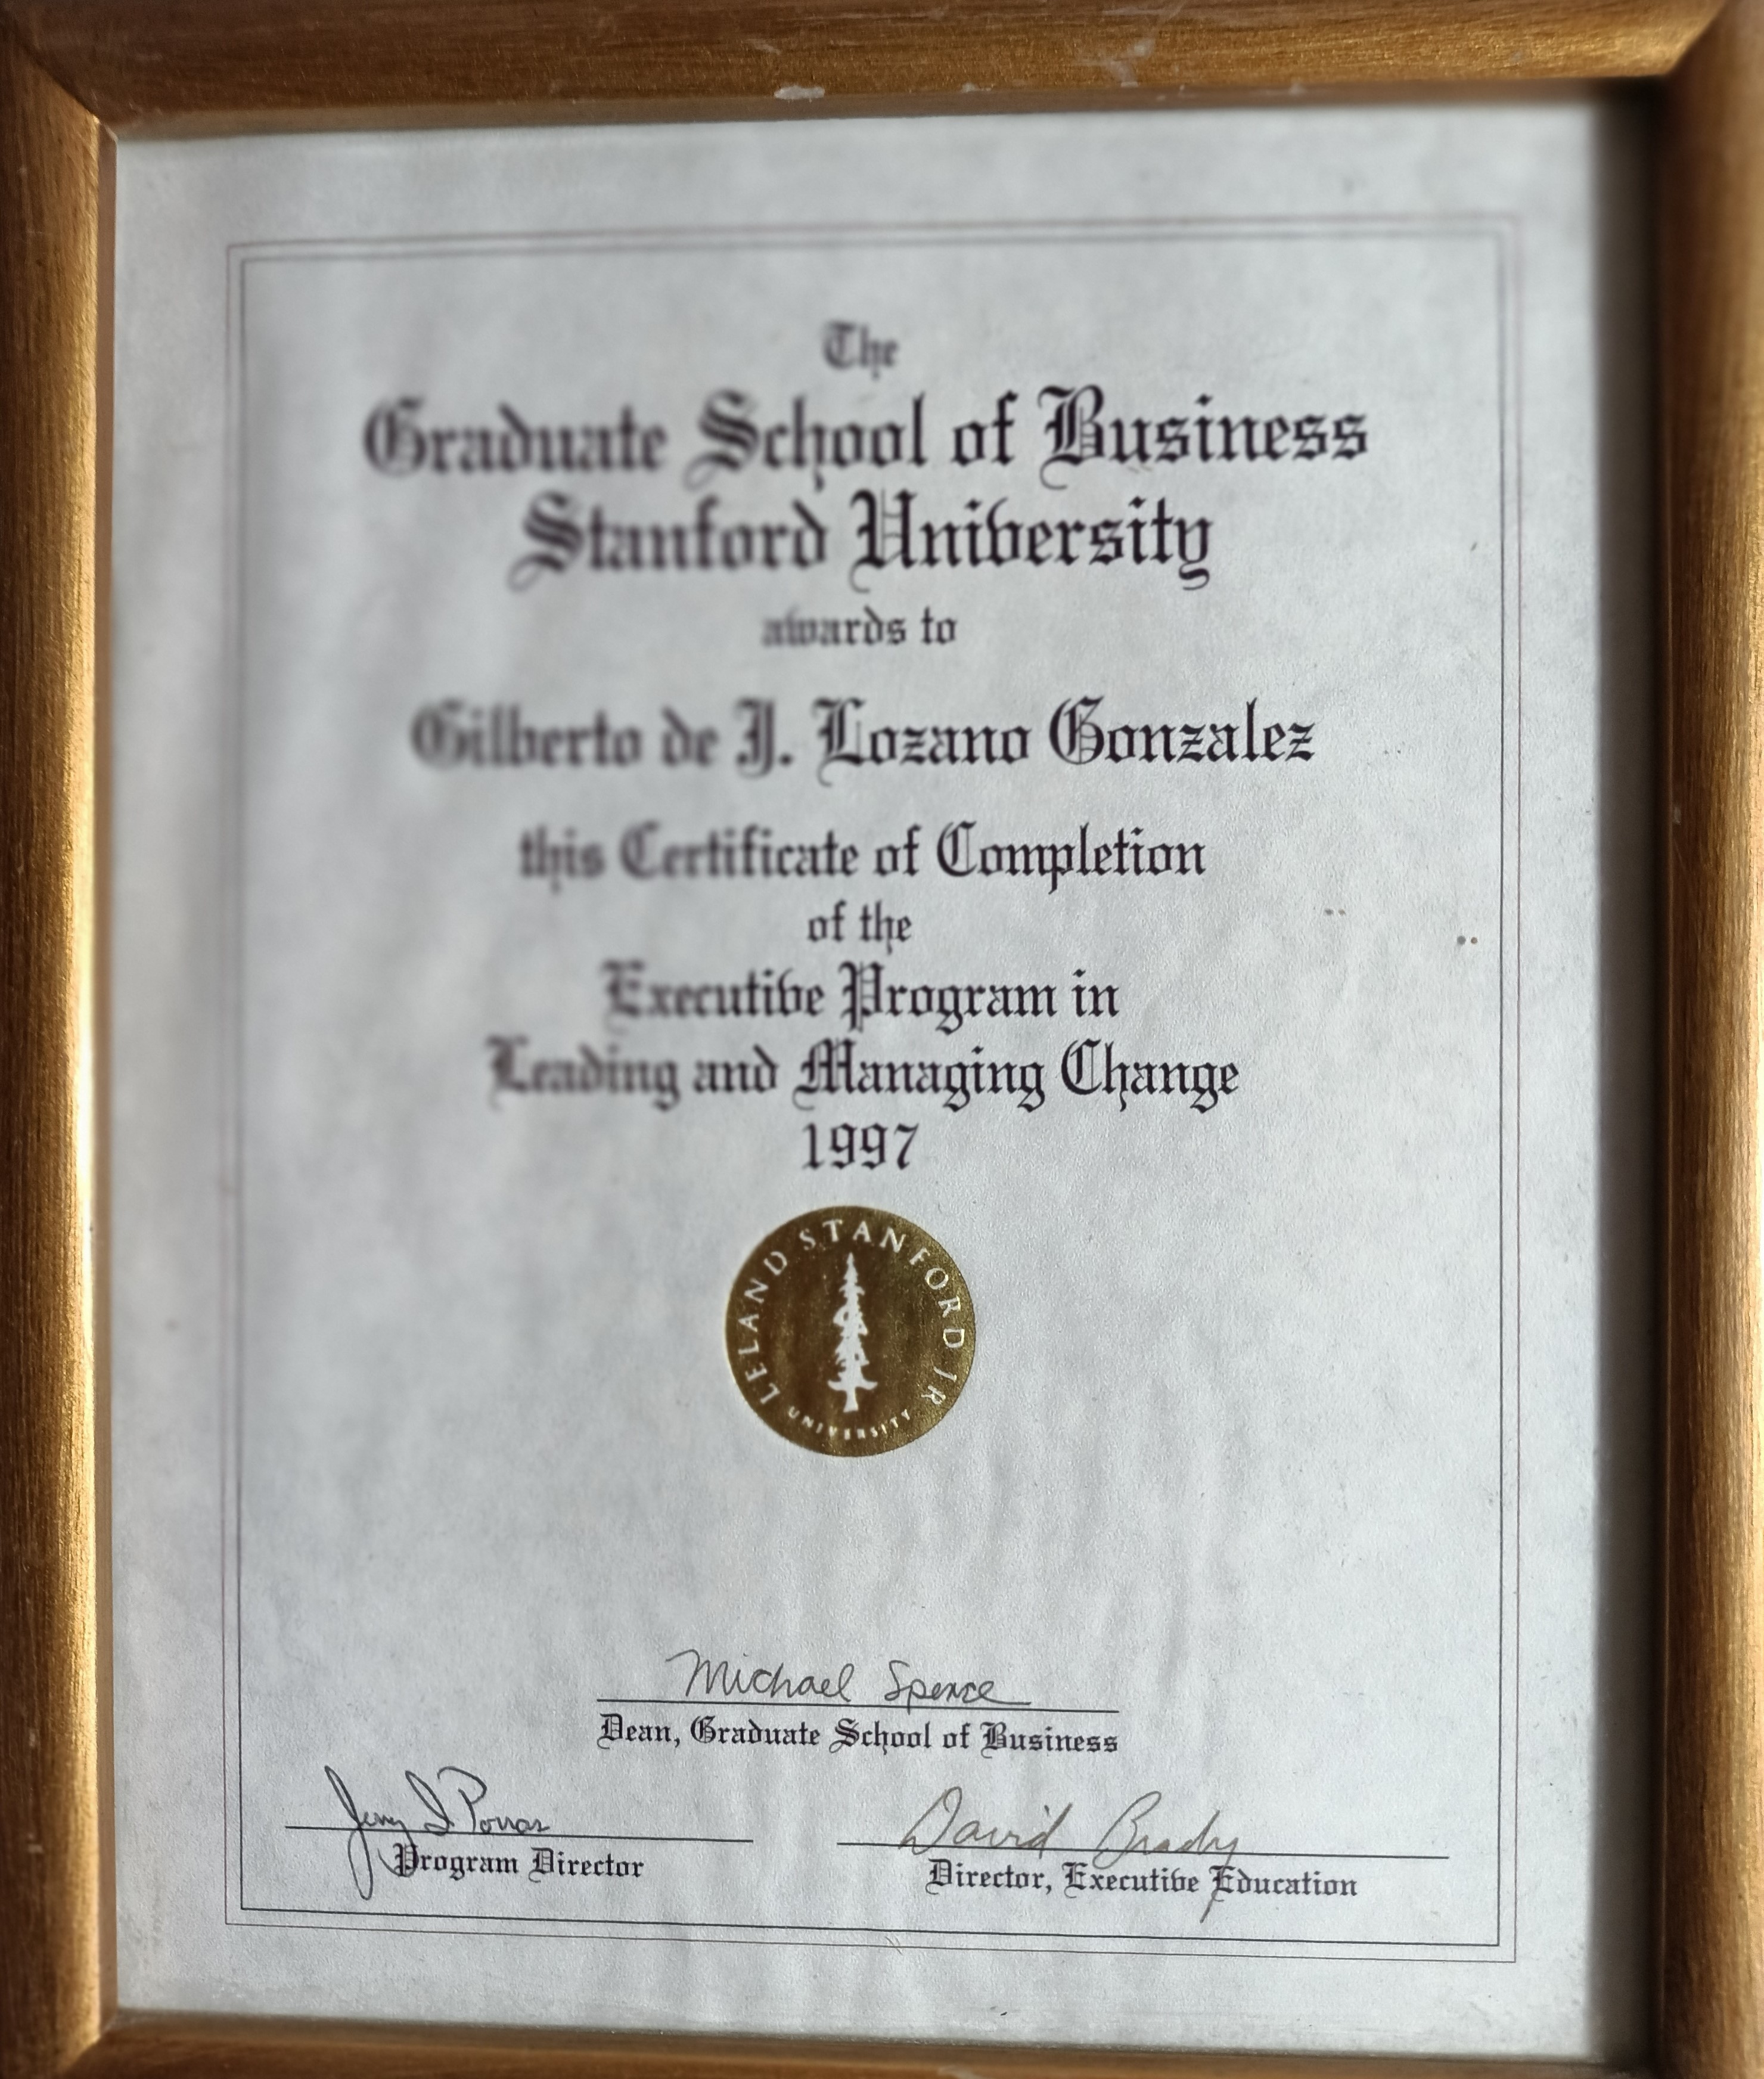 The
Graduate School of Business
Stanford University
awards to
Gilberto de J. Lozano Gonzalez
this Certificate of Completion
of the
Executive Program in
Leading and Managing Change
1997
LELAND STANFORD JR
UNIVERSITY
Michael Spence
Dean, Graduate School of Business
Jerry I Porras
Program Director
David Brady
Director, Executive Education